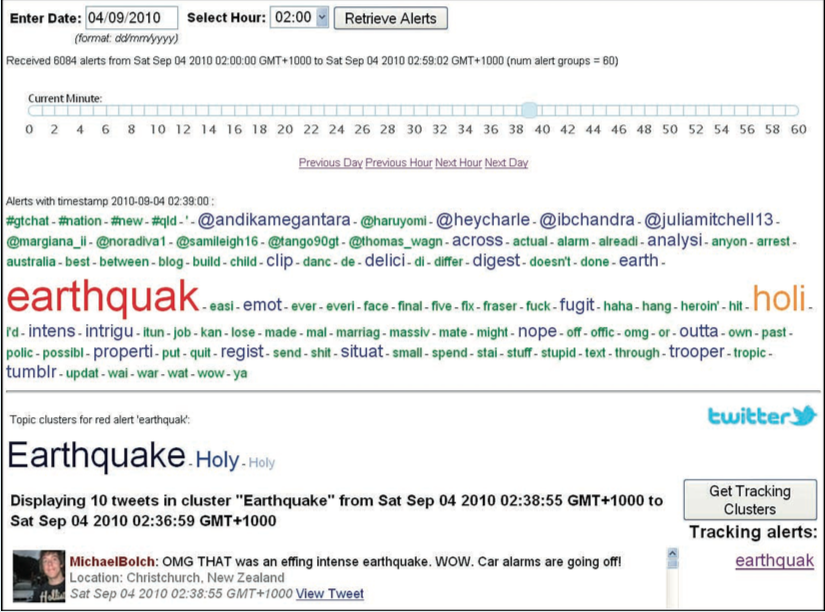 Enter Date: 04/09/2010 Select Hour: 02:00 Retrieve Alerts
(format: dd/mm/yyyy)
Received 6084 alerts from Sat Sep 04 2010 02:00:00 GMT+1000 to Sat Sep 04 2010 02:59:02 GMT+1000 (num alert groups = 60)
Current Minute:
0 2 4 6 8 10 12 14 16 18 20 22 24 26 28 30 32 34 36 38 40 42 44 46 48 50 52 54 56 58 60
Previous Day Previous Hour Next Hour Next Day
Alerts with timestamp 2010-09-04 02:39:00 :
#gtchat - #nation - #new - #qld - ' - @andikamegantara - @haruyomi - @heycharle - @ibchandra - @juliamitchell13 -
@margiana_ii - @noradiva1 - @samileigh16 - @tango90gt - @thomas_wagn - across - actual - alarm - alreadi - analysi - anyon - arrest -
australia - best - between - blog - build - child - clip - danc - de - delici - di - differ - digest - doesn't - done - earth -
earthquak - easi - emot - ever - everi - face - final - five - fix - fraser - fuck - fugit - haha - hang - heroin' - hit - holi -
i'd - intens - intrigu - itun - job - kan - lose - made - mal - marriag - massiv - mate - might - nope - off - offic - omg - or - outta - own - past -
polic - possibl - properti - put - quit - regist - send - shit - situat - small - spend - stai - stuff - stupid - text - through - trooper - tropic -
tumblr - updat - wai - war - wat - wow - ya
Topic clusters for red alert 'earthquak':
twitter
Earthquake - Holy - Holy
Displaying 10 tweets in cluster "Earthquake" from Sat Sep 04 2010 02:38:55 GMT+1000 to
Sat Sep 04 2010 02:36:59 GMT+1000
Get Tracking
Clusters
Tracking alerts:
earthquak
MichaelBolch: OMG THAT was an effing intense earthquake. WOW. Car alarms are going off!
Location: Christchurch, New Zealand
Sat Sep 04 2010 02:38:55 GMT+1000 View Tweet